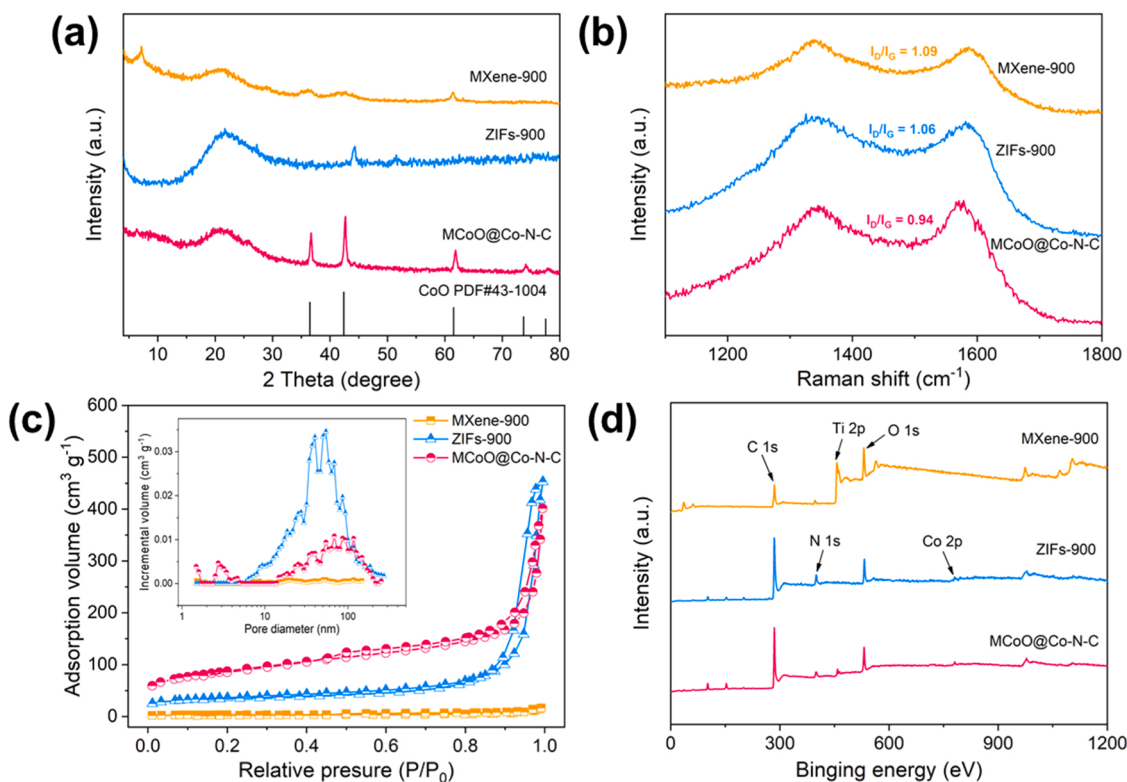 (a)
Intensity (a.u.)
MXene-900
ZIFs-900
MCoO@Co-N-C
CoO PDF#43-1004
10 20 30 40 50 60 70 80
2 Theta (degree)
(b)
Intensity (a.u.)
I_D/I_G = 1.09
MXene-900
I_D/I_G = 1.06
ZIFs-900
I_D/I_G = 0.94
MCoO@Co-N-C
1200 1400 1600 1800
Raman shift (cm⁻¹)
(c)
Adsorption volume (cm³ g⁻¹)
600
500
400
300
200
100
0
MXene-900
ZIFs-900
MCoO@Co-N-C
Incremental volume (cm³ g⁻¹)
0.03
0.02
0.01
0.00
1 10 100
Pore diameter (nm)
0.0 0.2 0.4 0.6 0.8 1.0
Relative presure (P/P₀)
(d)
Intensity (a.u.)
C 1s
Ti 2p
O 1s
MXene-900
N 1s
Co 2p
ZIFs-900
MCoO@Co-N-C
0 300 600 900 1200
Binging energy (eV)